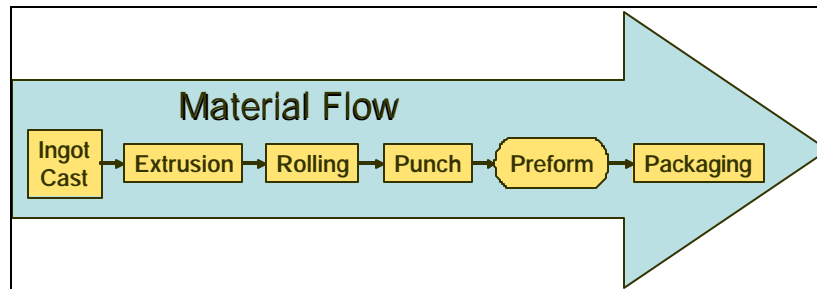 Material Flow
Ingot
Cast
Extrusion
Rolling
Punch
Preform
Packaging